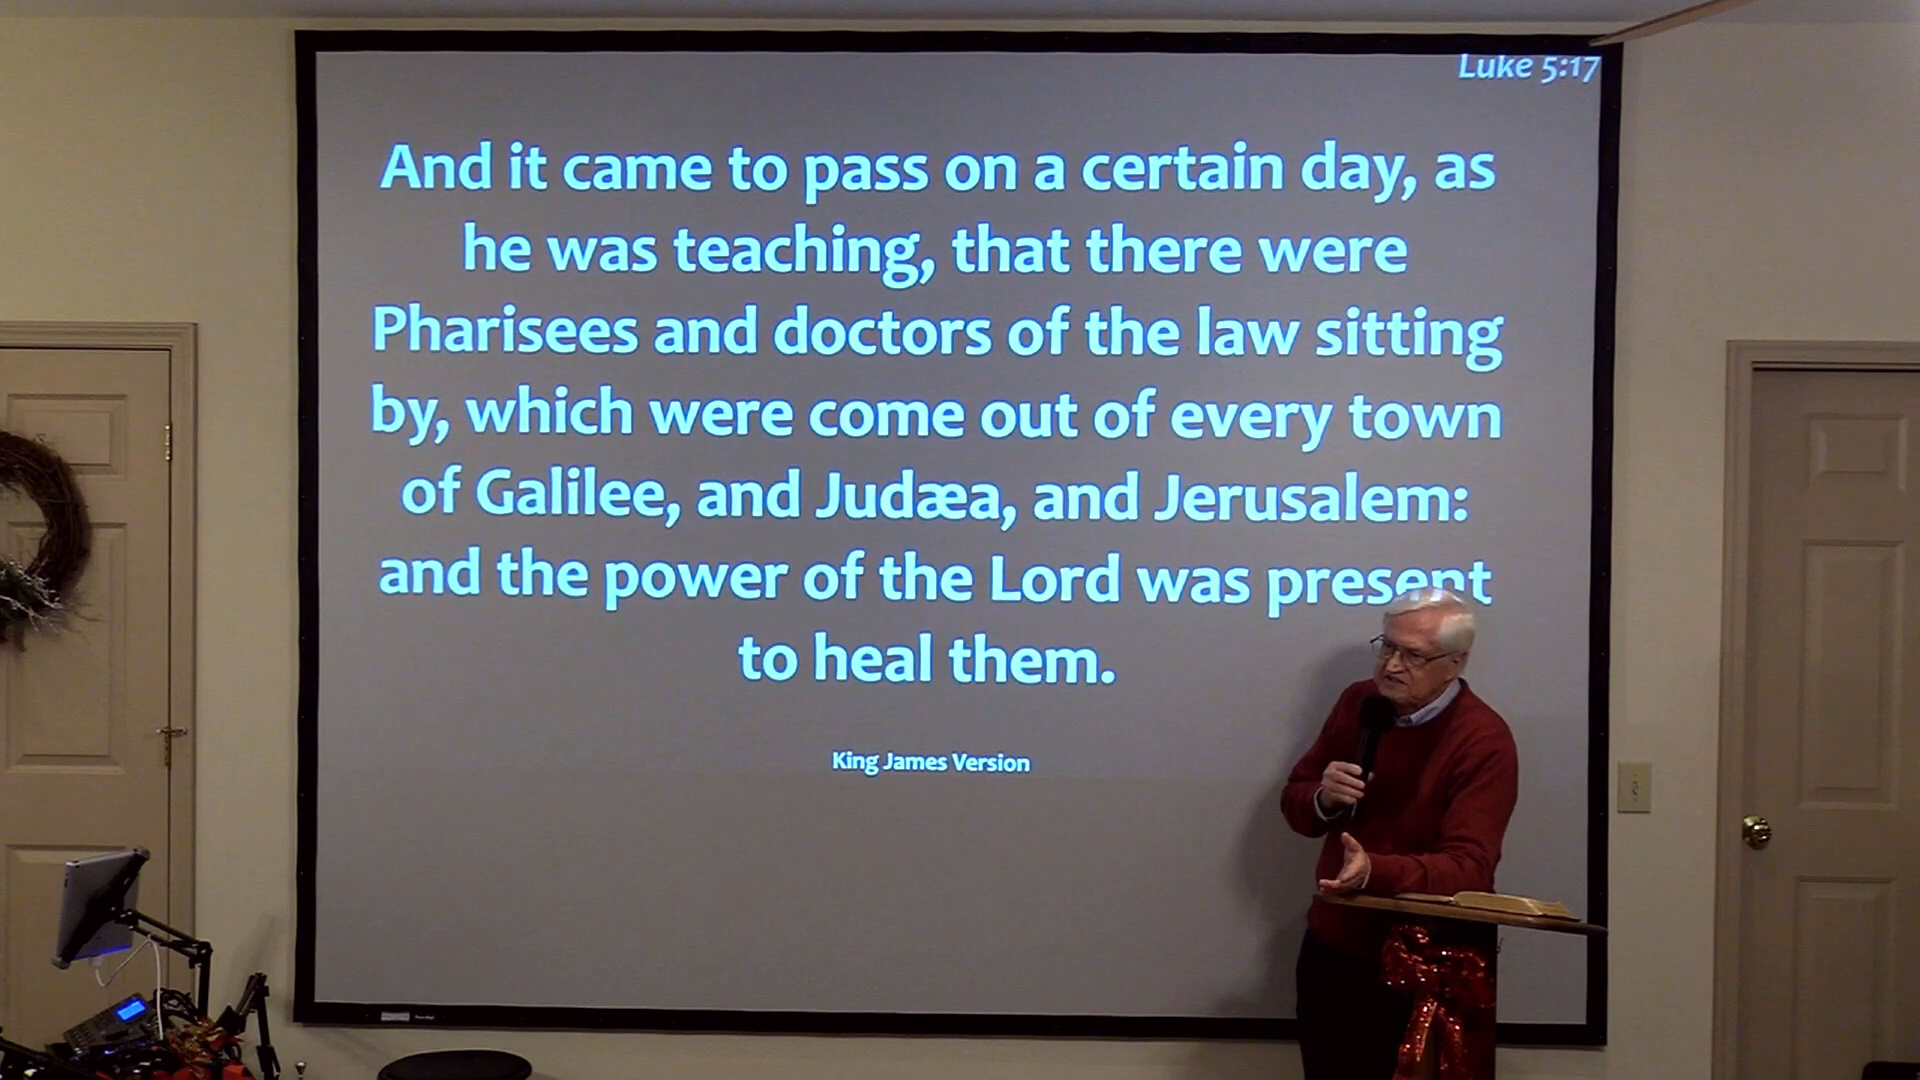 Luke 5:17
And it came to pass on a certain day, as
he was teaching, that there were
Pharisees and doctors of the law sitting
by, which were come out of every town
of Galilee, and Judæa, and Jerusalem:
and the power of the Lord was present
to heal them.
King James Version